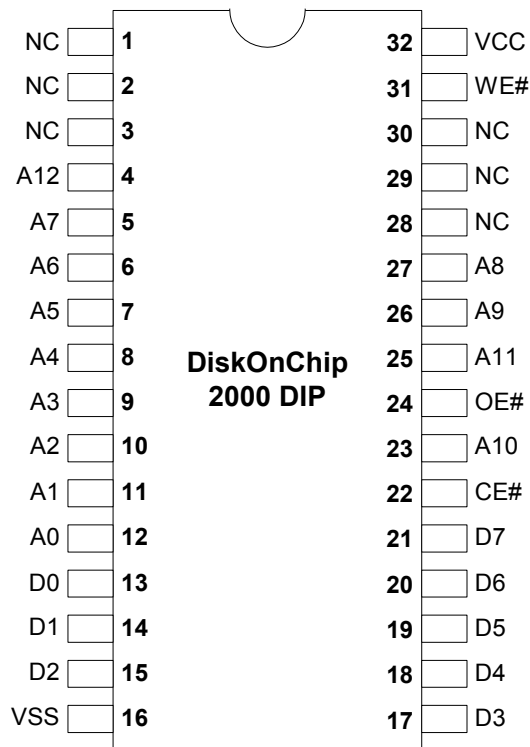 NC 1 32 VCC
NC 2 31 WE#
NC 3 30 NC
A12 4 29 NC
A7 5 28 NC
A6 6 27 A8
A5 7 26 A9
A4 8 DiskOnChip 25 A11
A3 9 2000 DIP 24 OE#
A2 10 23 A10
A1 11 22 CE#
A0 12 21 D7
D0 13 20 D6
D1 14 19 D5
D2 15 18 D4
VSS 16 17 D3